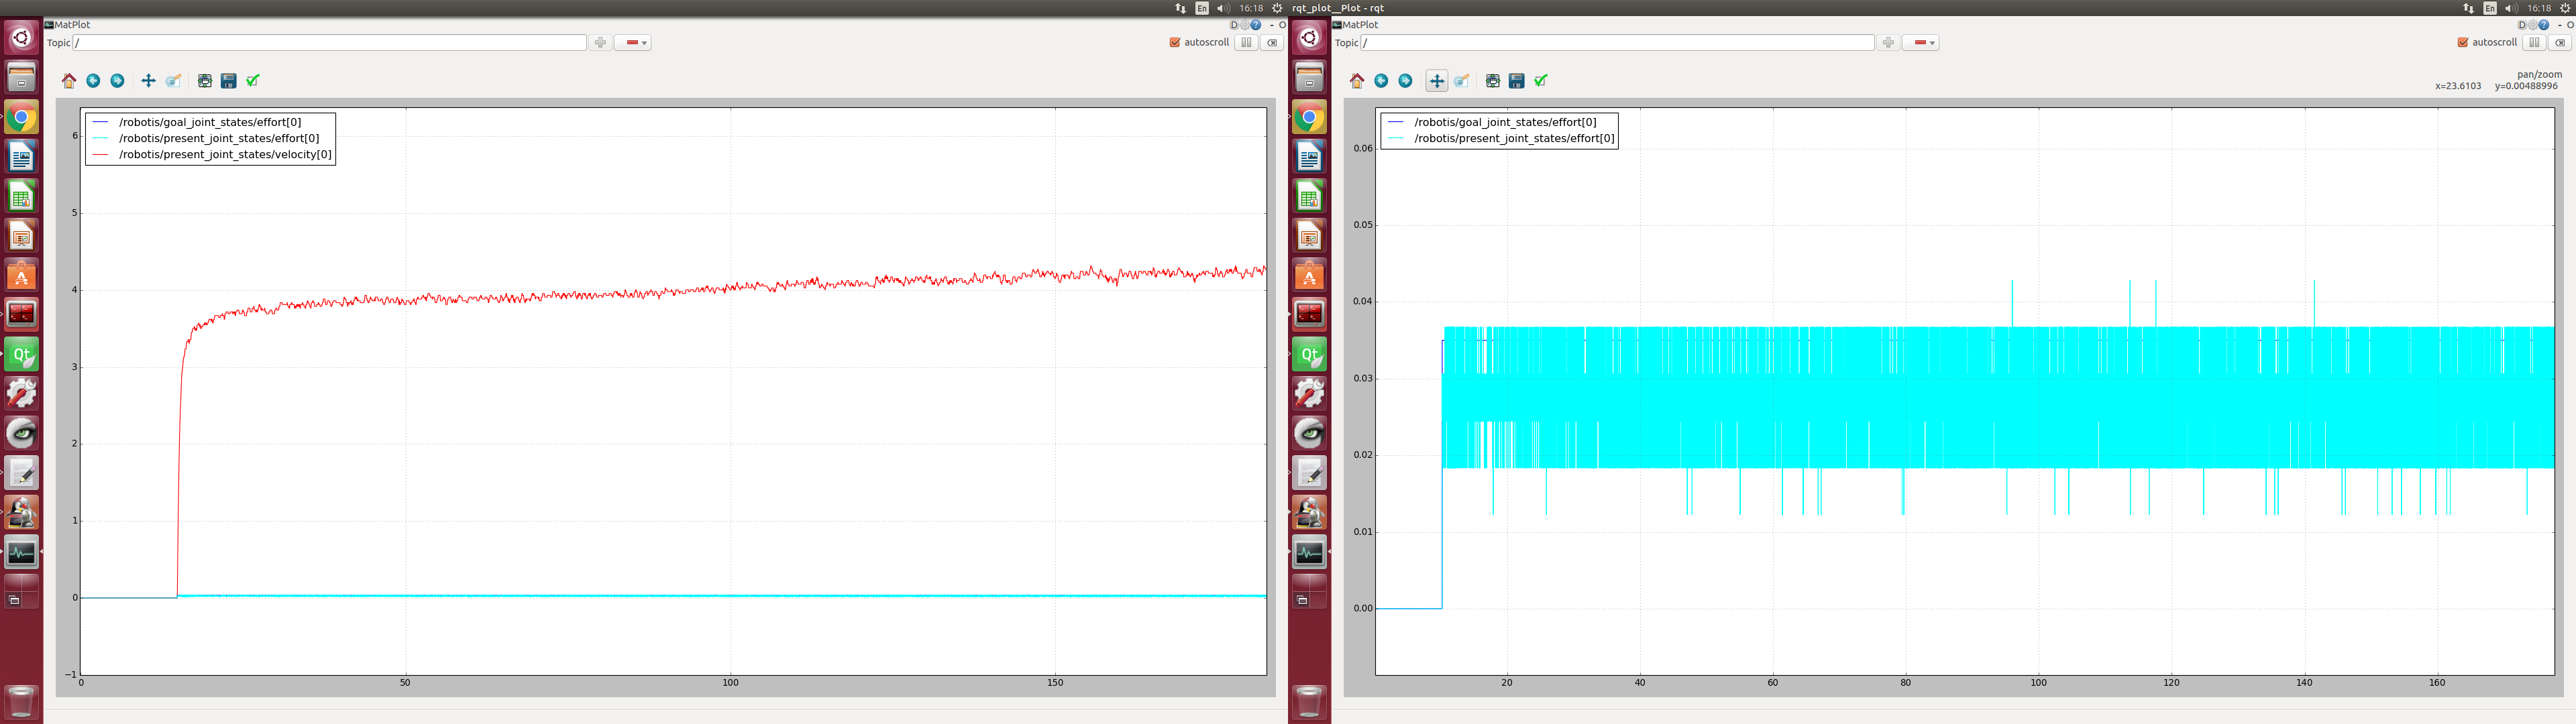 En 16:18
MatPlot
D - O
Topic /
autoscroll
/robotis/goal_joint_states/effort[0]
/robotis/present_joint_states/effort[0]
/robotis/present_joint_states/velocity[0]
6
5
4
3
2
1
0
−1
0 50 100 150
Qt
A
rqt_plot__Plot - rqt
En 16:18
MatPlot
D - O
Topic /
autoscroll
pan/zoom
x=23.6103 y=0.00488996
/robotis/goal_joint_states/effort[0]
/robotis/present_joint_states/effort[0]
0.06
0.05
0.04
0.03
0.02
0.01
0.00
20 40 60 80 100 120 140 160
Qt
A